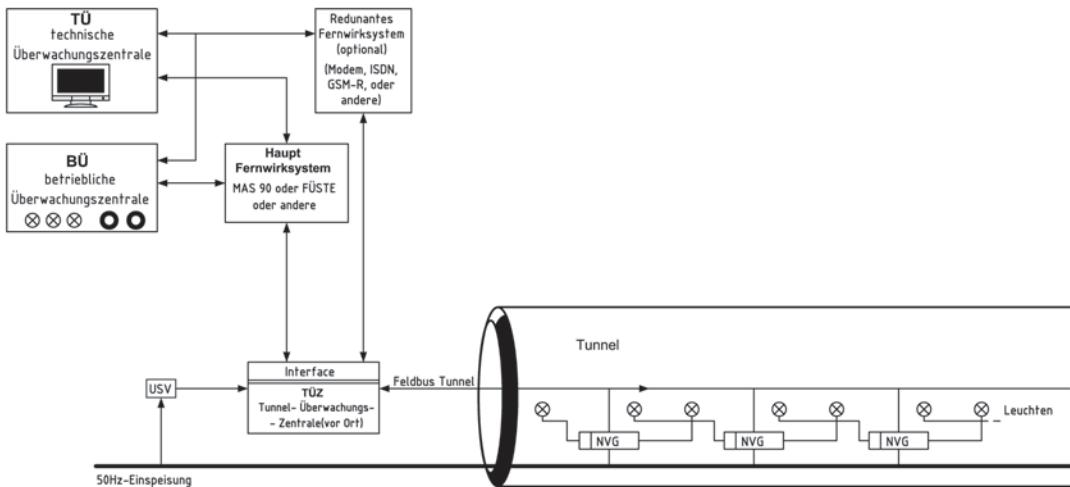 TÜ
technische
Überwachungszentrale
Redunantes
Fernwirksystem
(optional)
(Modem, ISDN,
GSM-R, oder
andere)
BÜ
betriebliche
Überwachungszentrale
Haupt
Fernwirksystem
MAS 90 oder FÜSTE
oder andere
Tunnel
Interface
TÜZ
Tunnel- Überwachungs-
- Zentrale(vor Ort)
USV
Feldbus Tunnel
Leuchten
NVG
NVG
NVG
50Hz-Einspeisung